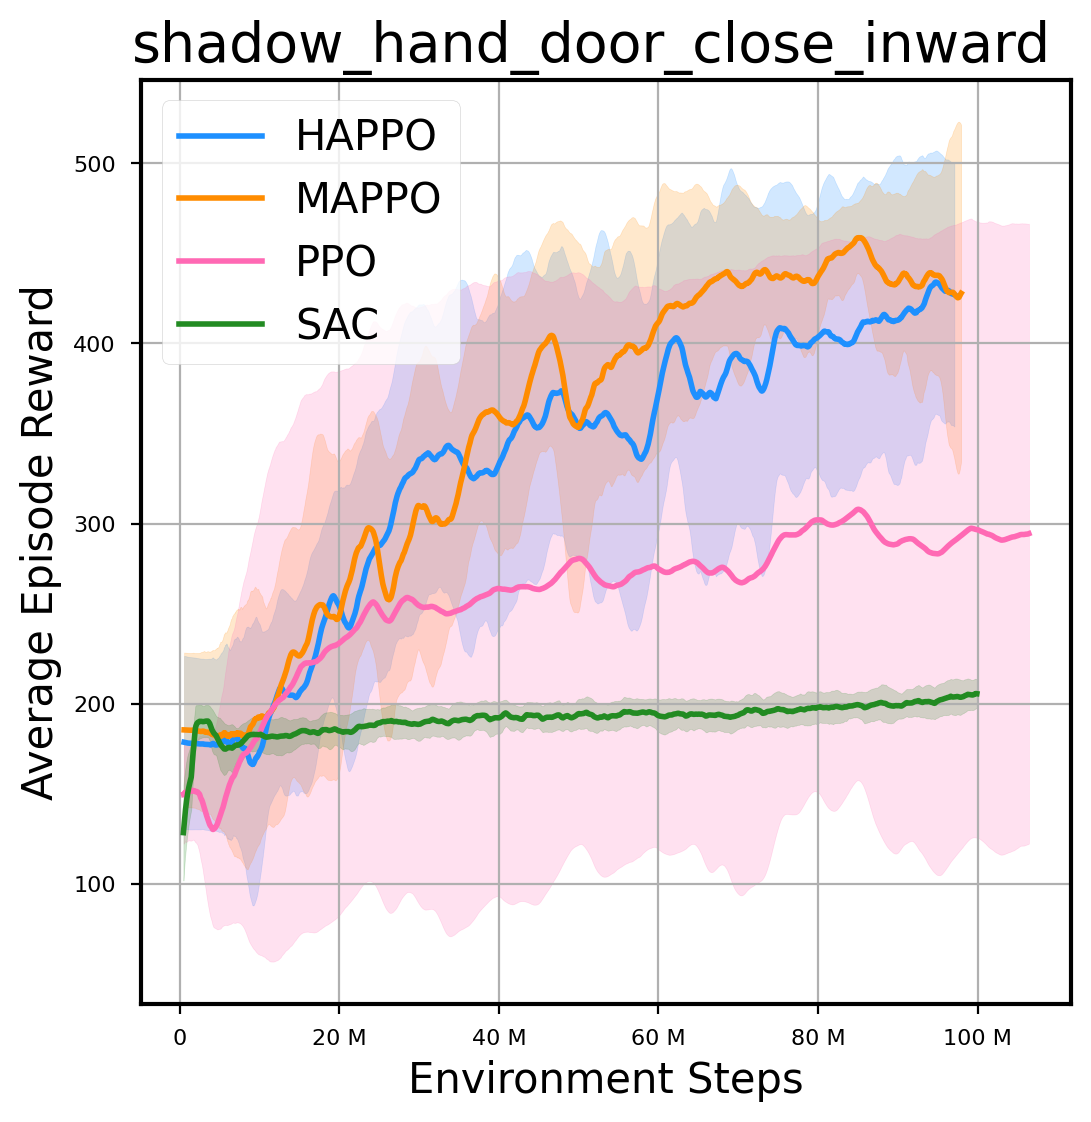 shadow_hand_door_close_inward
HAPPO
MAPPO
PPO
SAC
500
400
300
200
100
Average Episode Reward
0
20 M
40 M
60 M
80 M
100 M
Environment Steps